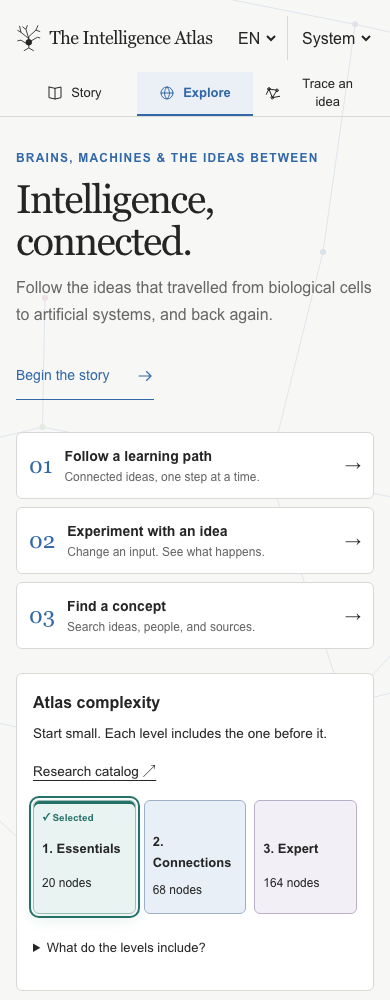 The Intelligence Atlas
EN
System
Story
Explore
Trace an
idea
BRAINS, MACHINES & THE IDEAS BETWEEN
Intelligence,
connected.
Follow the ideas that travelled from biological cells
to artificial systems, and back again.
Begin the story →
01
Follow a learning path
Connected ideas, one step at a time.
→
02
Experiment with an idea
Change an input. See what happens.
→
03
Find a concept
Search ideas, people, and sources.
→
Atlas complexity
Start small. Each level includes the one before it.
Research catalog ↗
✓ Selected
1. Essentials
20 nodes
2.
Connections
68 nodes
3. Expert
164 nodes
▶ What do the levels include?